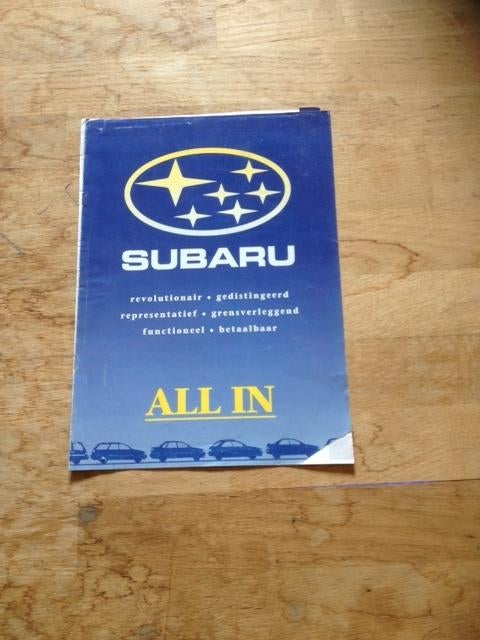 SUBARU
revolutionair • gedistingeerd
representatief • grensverleggend
functioneel • betaalbaar
ALL IN